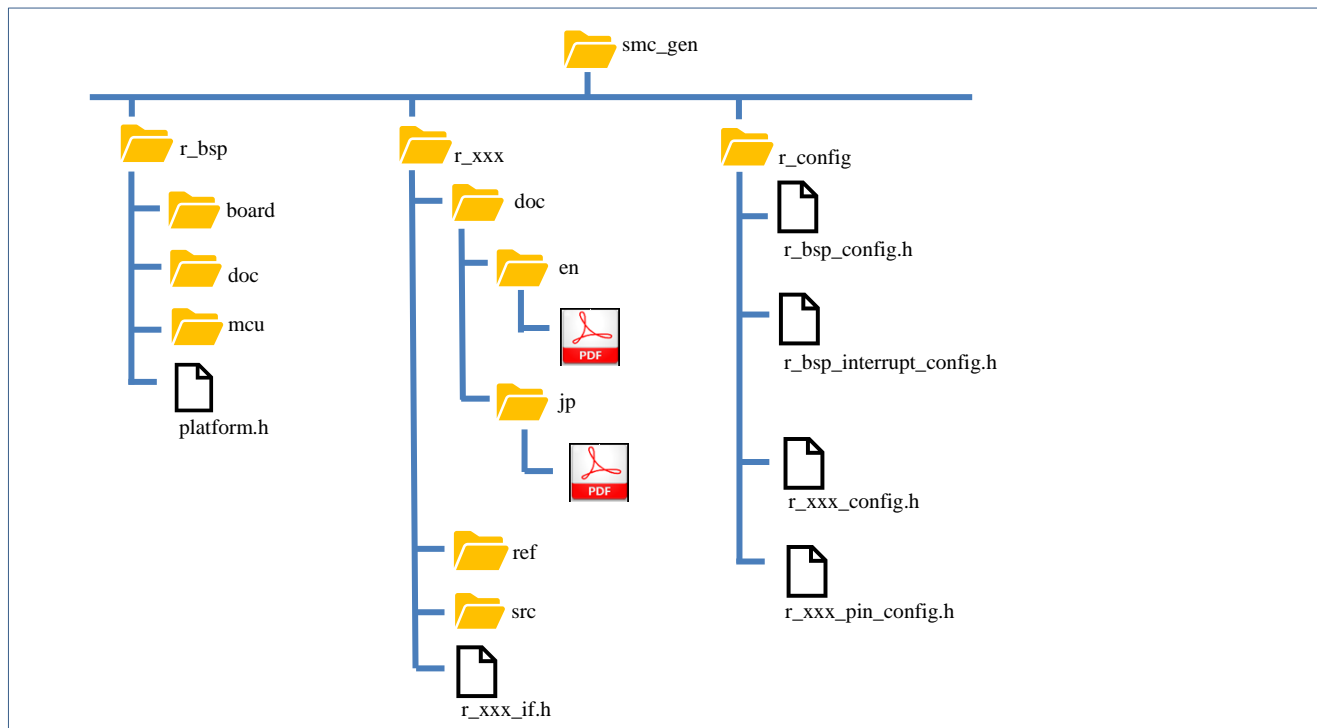 smc_gen
r_bsp
board
doc
mcu
platform.h
r_xxx
doc
en
PDF
jp
PDF
ref
src
r_xxx_if.h
r_config
r_bsp_config.h
r_bsp_interrupt_config.h
r_xxx_config.h
r_xxx_pin_config.h